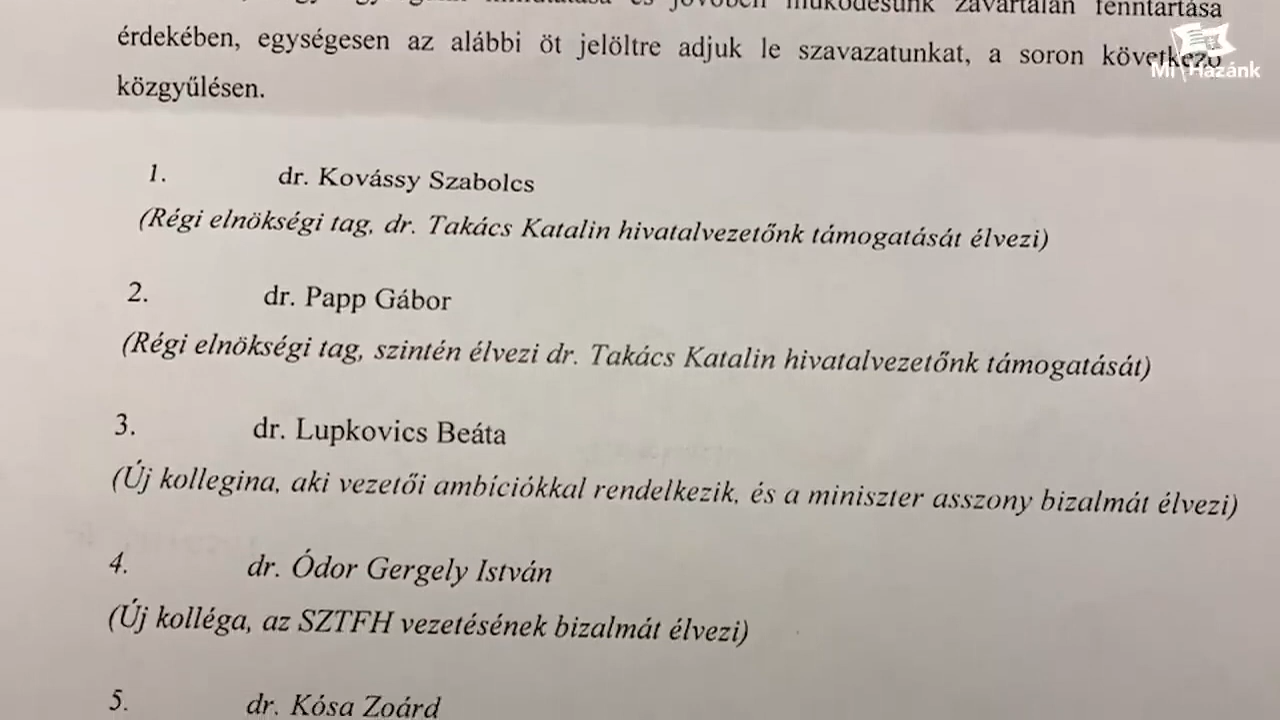 működésünk zavartalan fenntartása
érdekében, egységesen az alábbi öt jelöltre adjuk le szavazatunkat, a soron következő
közgyűlésen.
Mi Hazánk
1. dr. Kovássy Szabolcs
(Régi elnökségi tag, dr. Takács Katalin hivatalvezetőnk támogatását élvezi)
2. dr. Papp Gábor
(Régi elnökségi tag, szintén élvezi dr. Takács Katalin hivatalvezetőnk támogatását)
3. dr. Lupkovics Beáta
(Új kollegina, aki vezetői ambíciókkal rendelkezik, és a miniszter asszony bizalmát élvezi)
4. dr. Ódor Gergely István
(Új kolléga, az SZTFH vezetésének bizalmát élvezi)
5. dr. Kósa Zoárd